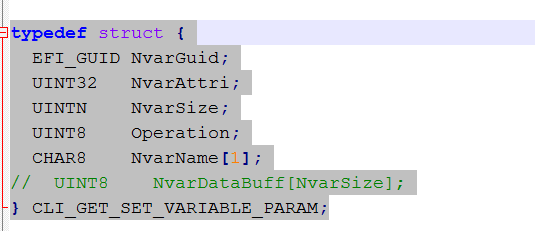 typedef struct {
  EFI_GUID NvarGuid;
  UINT32   NvarAttri;
  UINTN    NvarSize;
  UINT8    Operation;
  CHAR8    NvarName[1];
//  UINT8    NvarDataBuff[NvarSize];
} CLI_GET_SET_VARIABLE_PARAM;